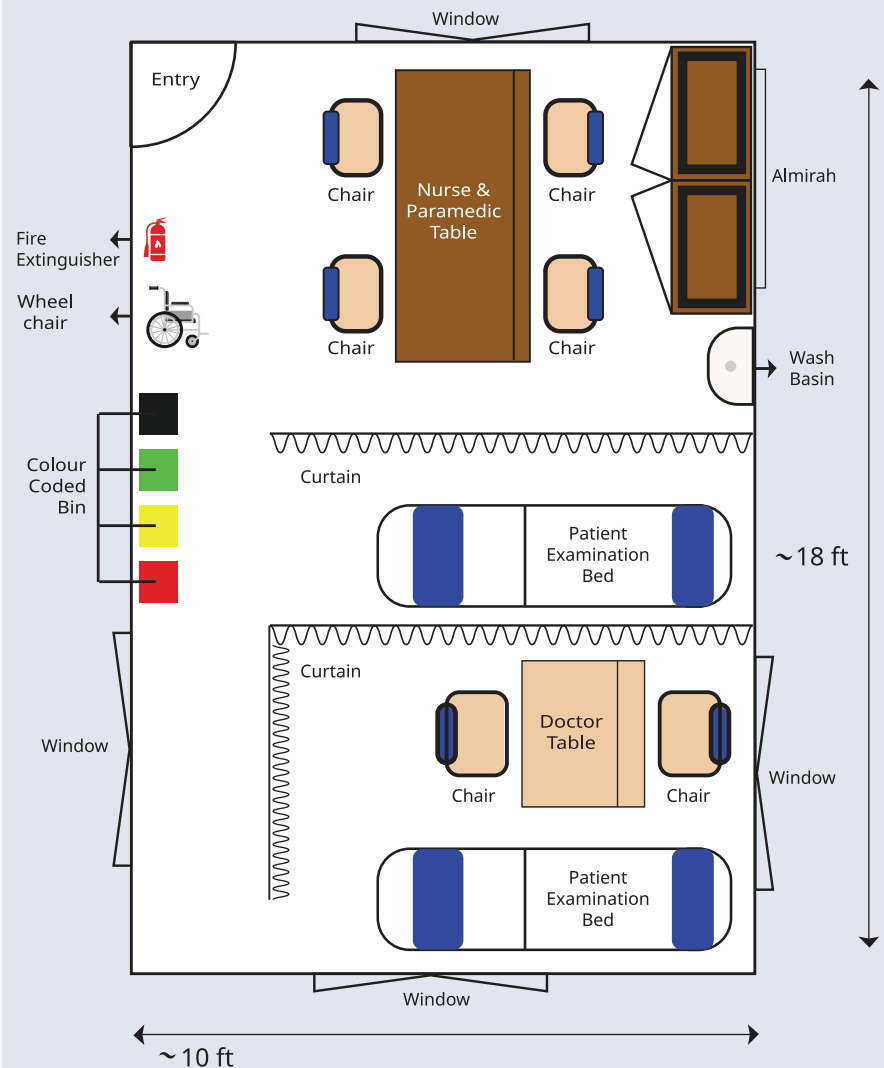 Window
Entry
Chair
Chair
Nurse &
Paramedic
Table
Almirah
Fire
Extinguisher
Wheel
chair
Chair
Chair
Wash
Basin
Colour
Coded
Bin
Curtain
Patient
Examination
Bed
~18 ft
Curtain
Doctor
Table
Window
Window
Chair
Chair
Patient
Examination
Bed
Window
~10 ft